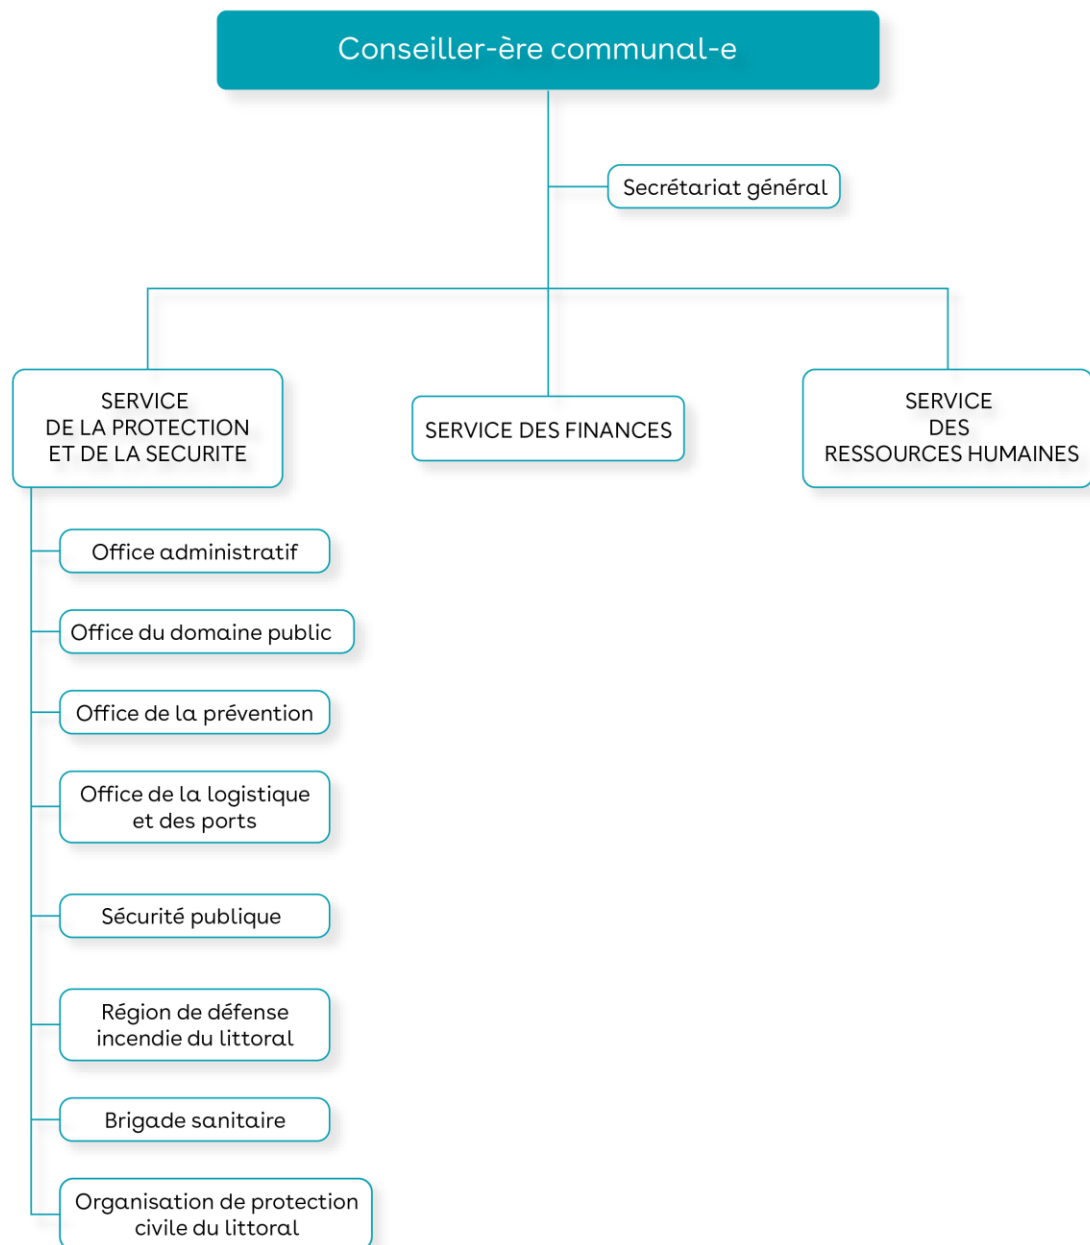 Conseiller-ère communal-e
Secrétariat général
SERVICE
DE LA PROTECTION
ET DE LA SECURITE
SERVICE DES FINANCES
SERVICE
DES
RESSOURCES HUMAINES
Office administratif
Office du domaine public
Office de la prévention
Office de la logistique
et des ports
Sécurité publique
Région de défense
incendie du littoral
Brigade sanitaire
Organisation de protection
civile du littoral